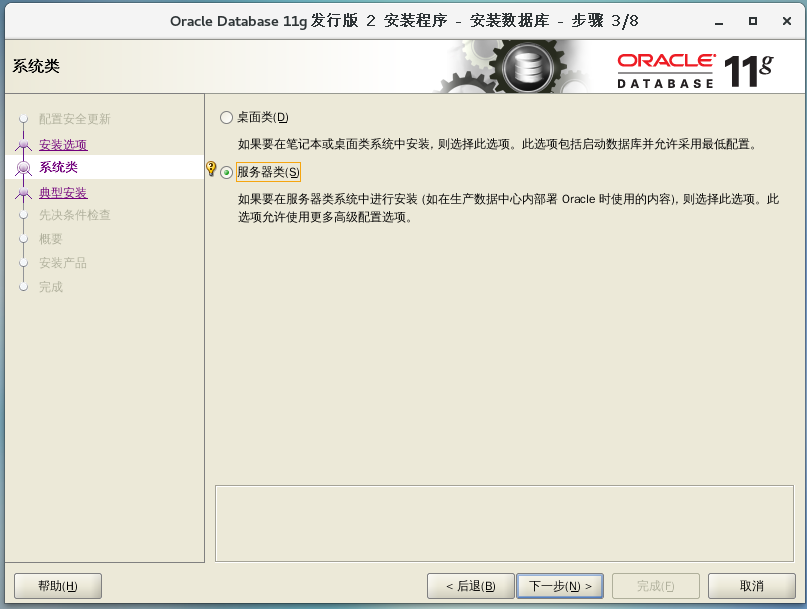 Oracle Database 11g 发行版 2 安装程序 - 安装数据库 - 步骤 3/8
系统类
ORACLE
DATABASE
11g
配置安全更新
安装选项
系统类
典型安装
先决条件检查
概要
安装产品
完成
桌面类(D)
如果要在笔记本或桌面类系统中安装, 则选择此选项。此选项包括启动数据库并允许采用最低配置。
服务器类(S)
如果要在服务器类系统中进行安装 (如在生产数据中心内部署 Oracle 时使用的内容), 则选择此选项。此
选项允许使用更多高级配置选项。
帮助(H)
< 后退(B)
下一步(N) >
完成(F)
取消